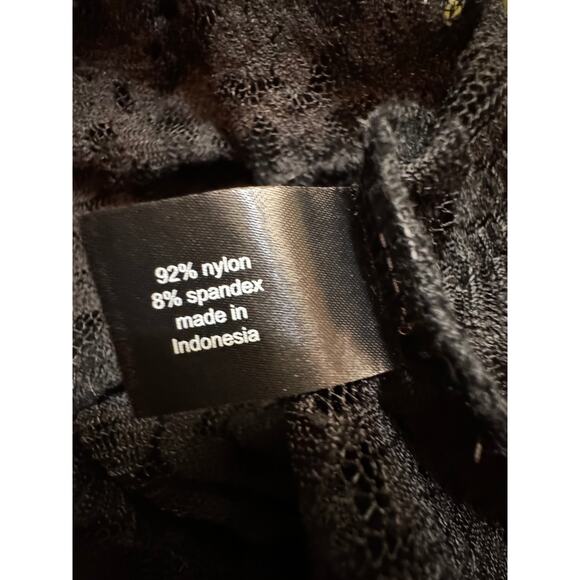 92% nylon
8% spandex
made in
Indonesia